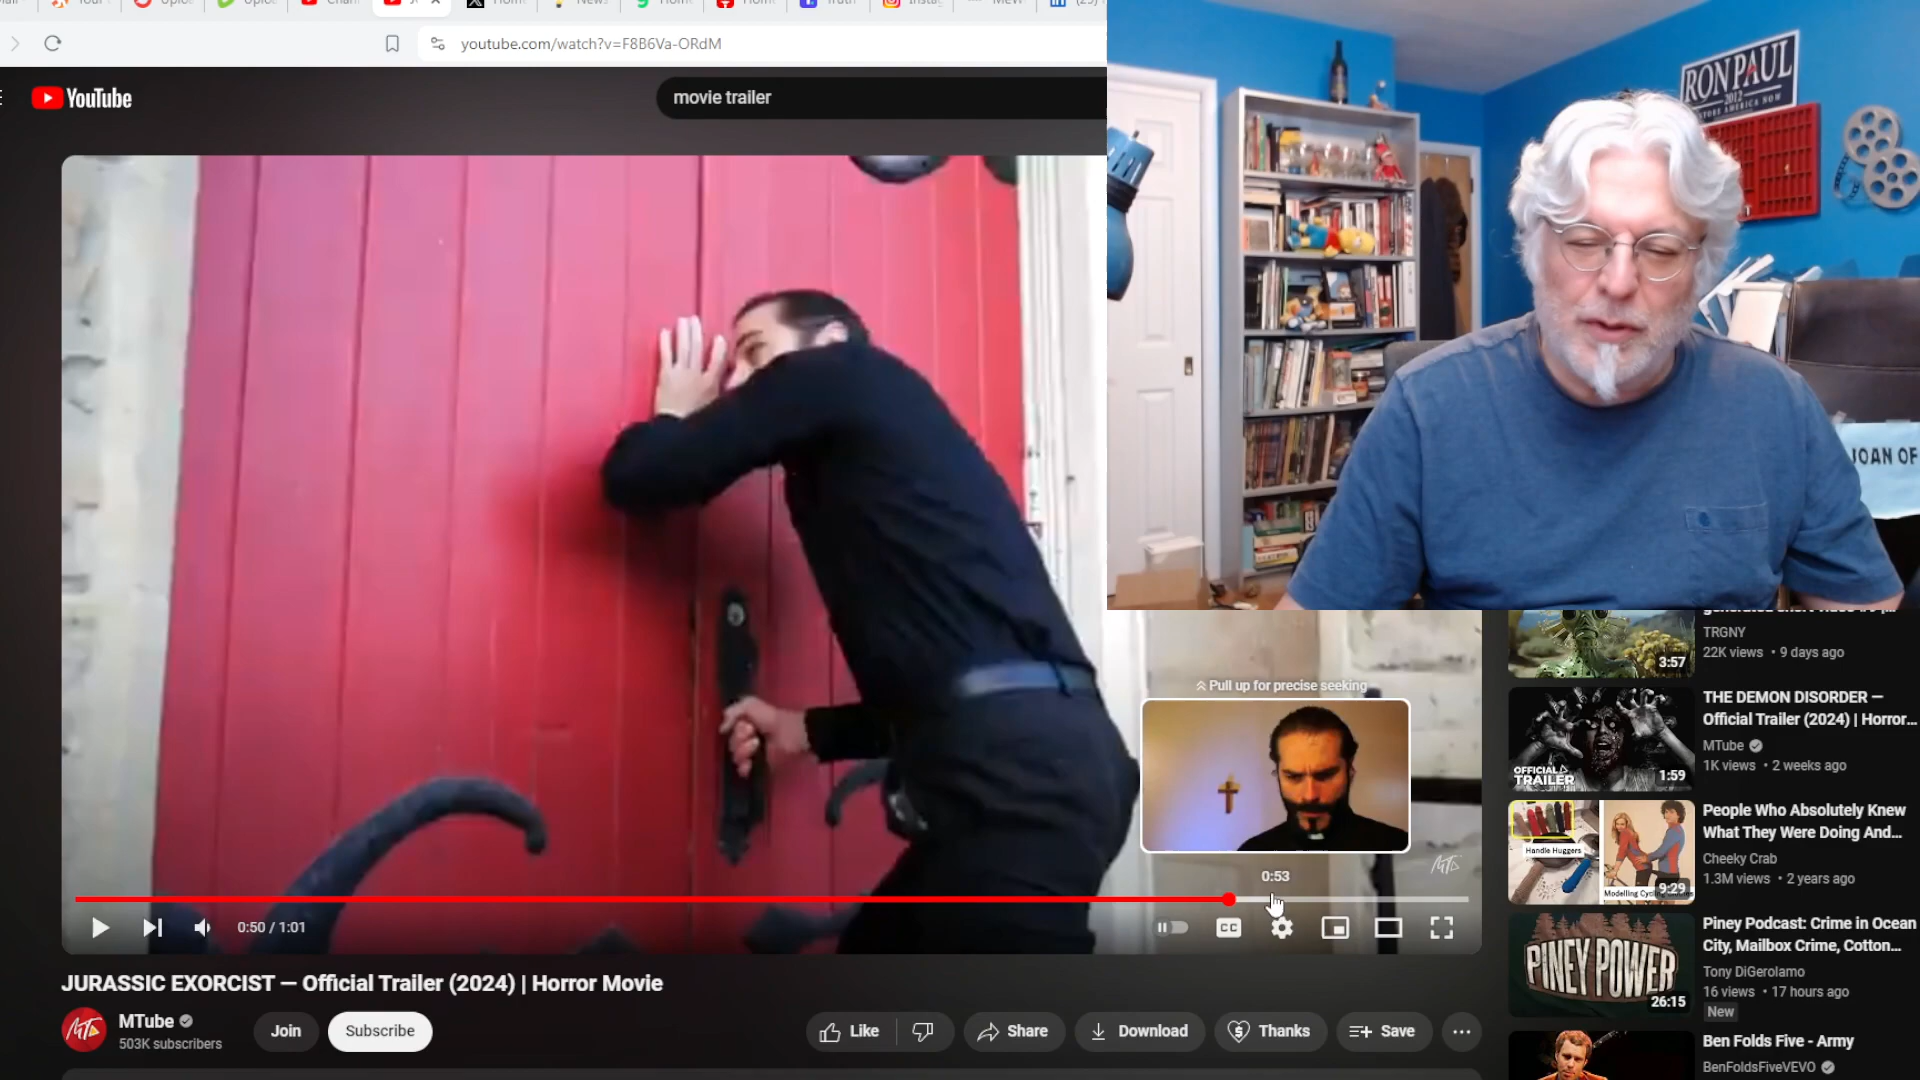 youtube.com/watch?v=F8B6Va-ORdM
YouTube
movie trailer
RON PAUL
2012
JOAN OF
Pull up for precise seeking
0:53
MTD
0:50 / 1:01
CC
JURASSIC EXORCIST — Official Trailer (2024) | Horror Movie
MTube
503K subscribers
Join
Subscribe
Like
Share
Download
Thanks
Save
3:57
TRGNY
22K views • 9 days ago
OFFICIAL
TRAILER
1:59
THE DEMON DISORDER —
Official Trailer (2024) | Horror...
MTube
1K views • 2 weeks ago
Handle Huggers
9:29
People Who Absolutely Knew
What They Were Doing And...
Cheeky Crab
1.3M views • 2 years ago
PINEY POWER
26:15
Piney Podcast: Crime in Ocean
City, Mailbox Crime, Cotton...
Tony DiGerolamo
16 views • 17 hours ago
New
Ben Folds Five - Army
BenFoldsFiveVEVO